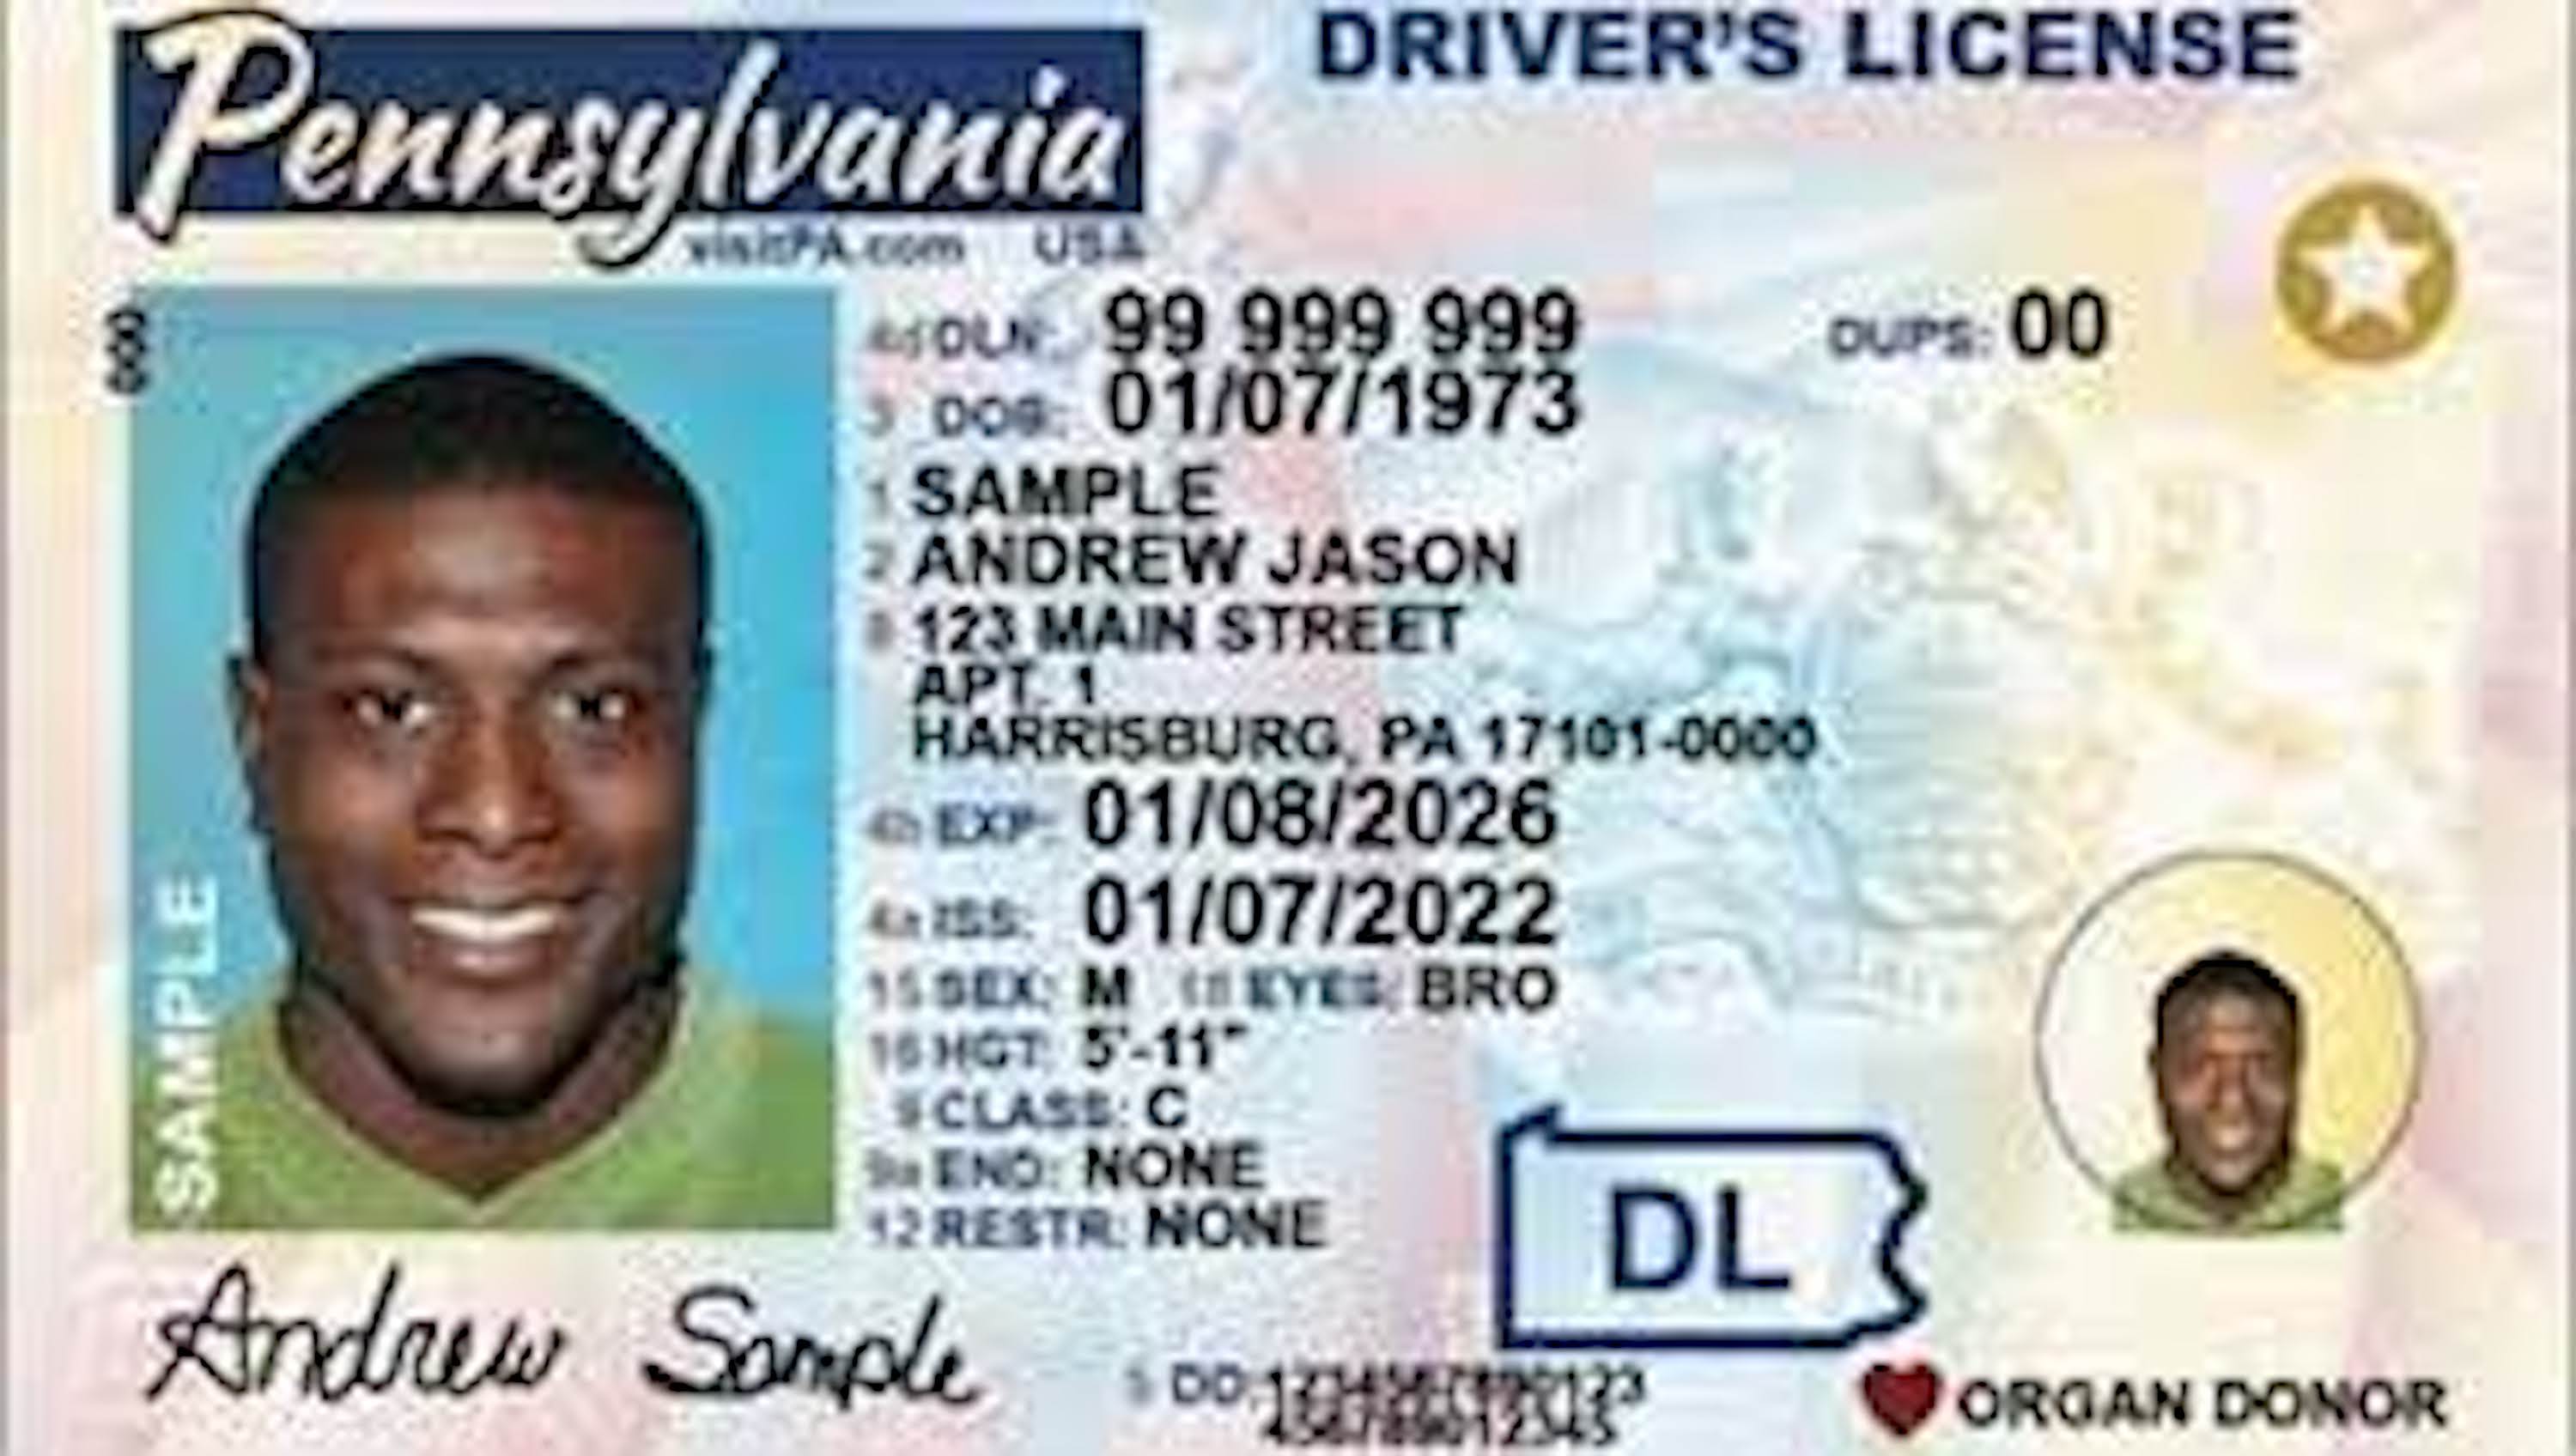 Pennsylvania
DRIVER'S LICENSE
visitPA.com USA
4d DLN: 99 999 999 DUPS: 00
3 DOB: 01/07/1973
1 SAMPLE
2 ANDREW JASON
8 123 MAIN STREET
APT. 1
HARRISBURG, PA 17101-0000
4b EXP: 01/08/2026
4a ISS: 01/07/2022
15 SEX: M 18 EYES: BRO
16 HGT: 5'-11"
9 CLASS: C
9a END: NONE
12 RESTR: NONE
SAMPLE
DL
Andrew Sample
5 DD:
ORGAN DONOR